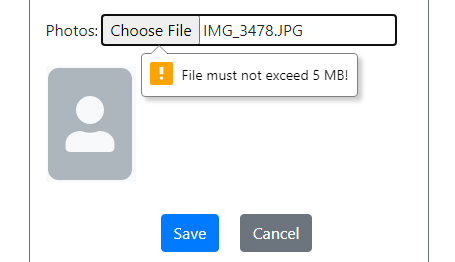 Photos: Choose File IMG_3478.JPG
File must not exceed 5 MB!
Save Cancel